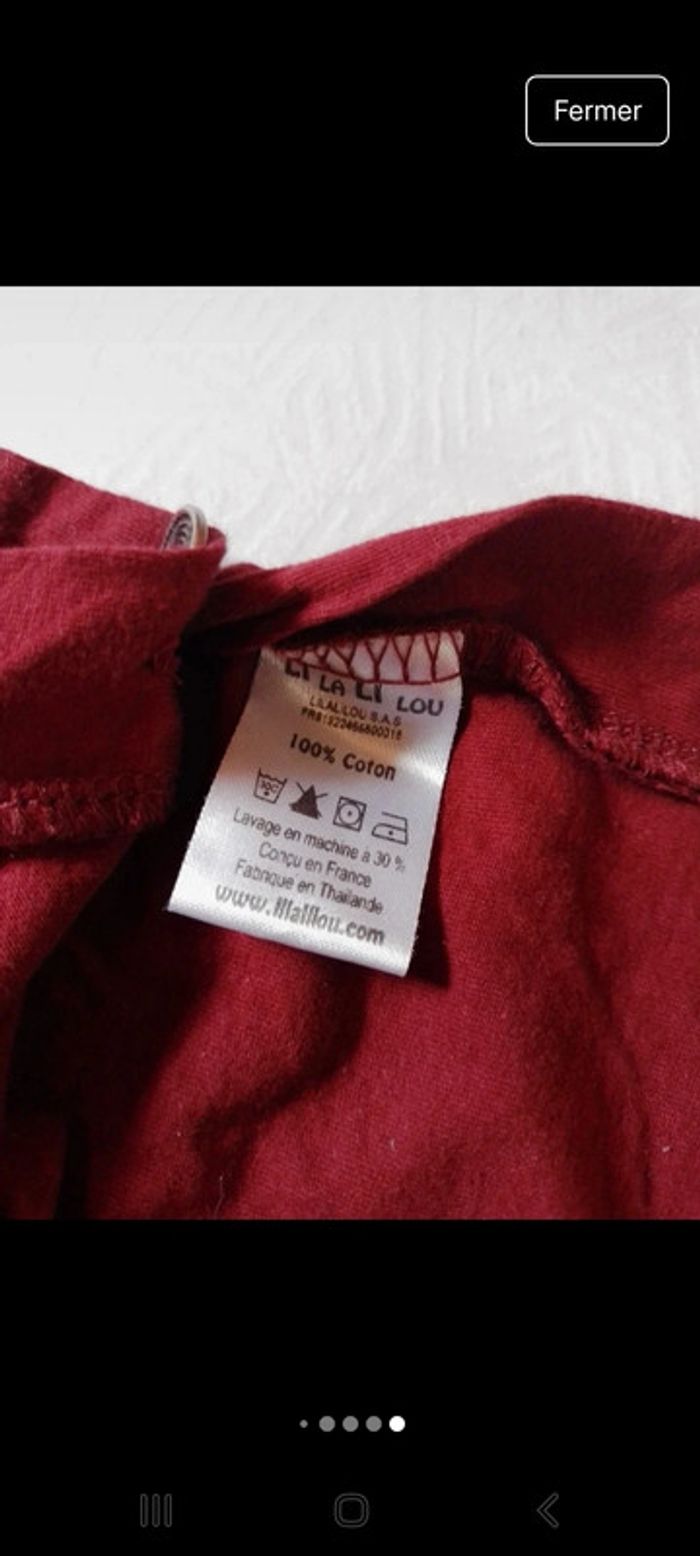 Fermer
LI LA LI LOU
LILALILOU S.A.S
100% Coton
30C
Lavage en machine à 30 %
Conçu en France
Fabriqué en Thaïlande
www.lilalilou.com